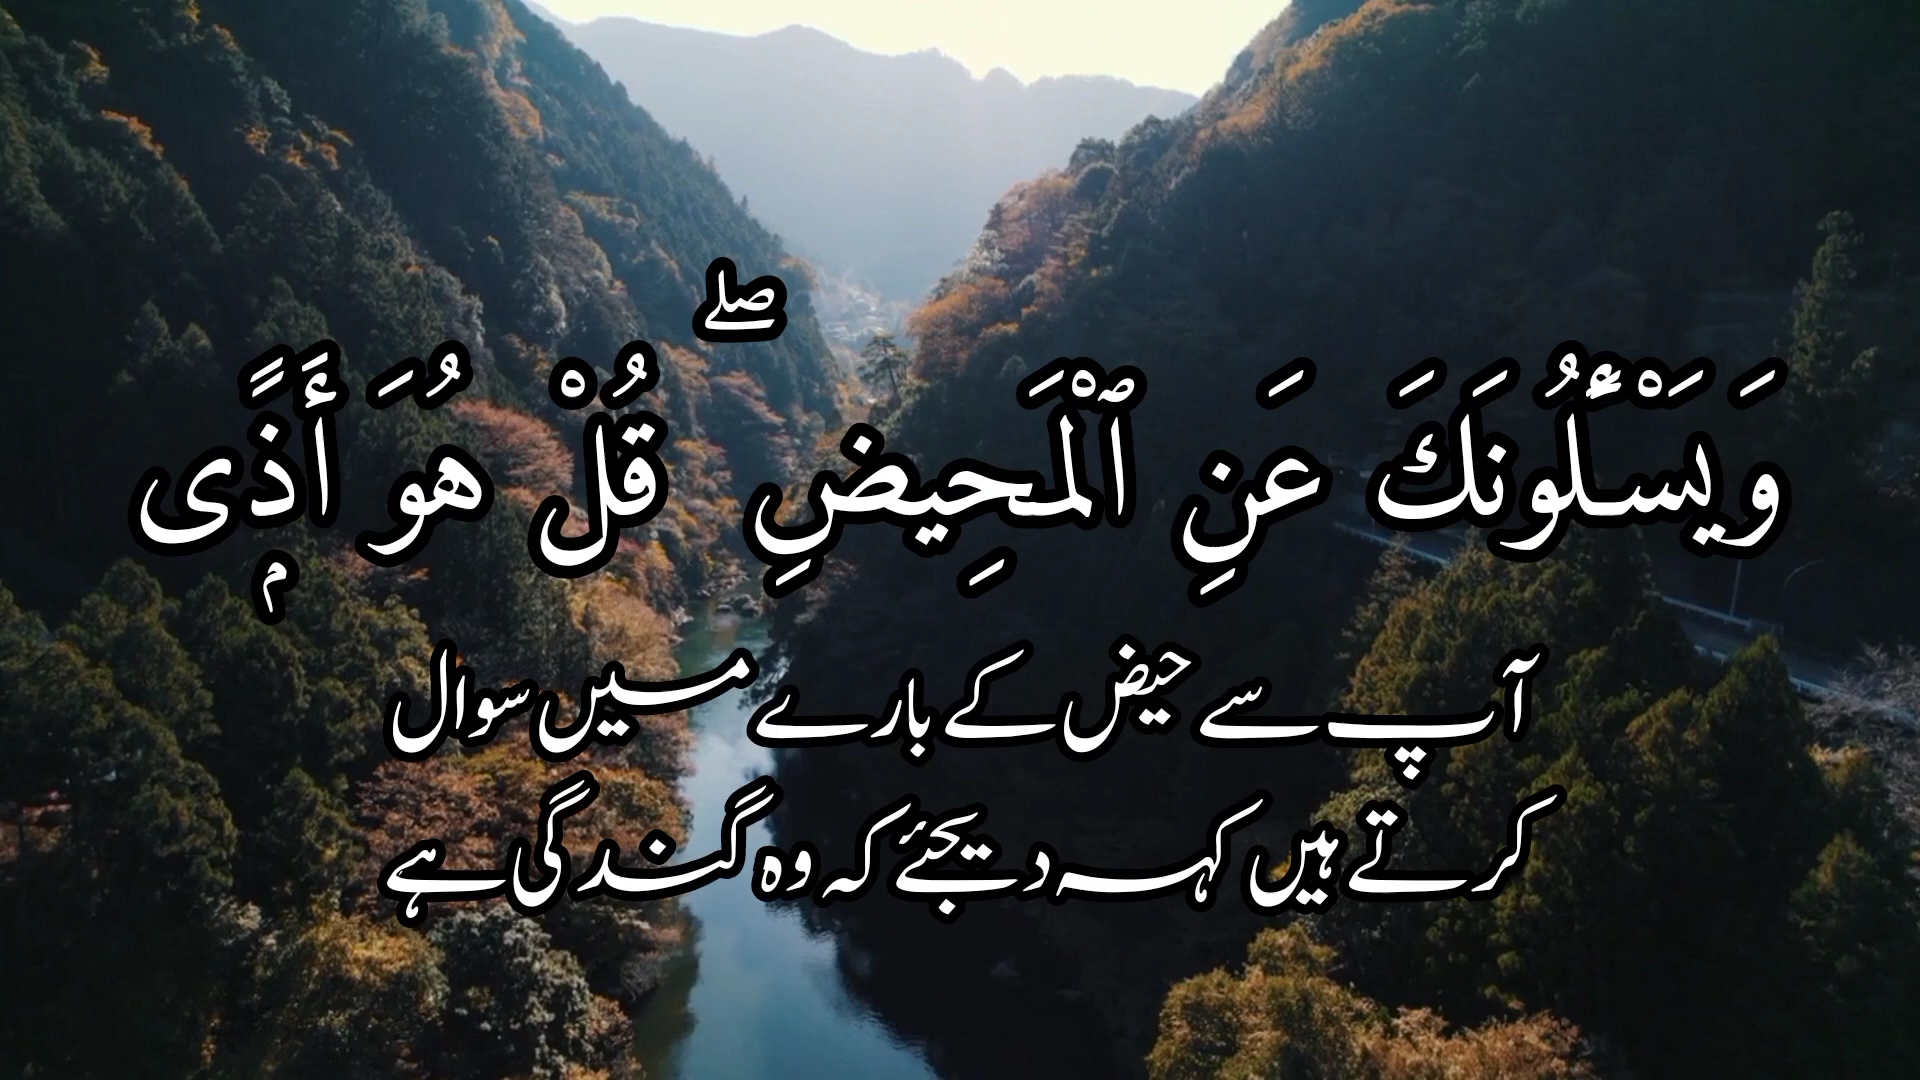 وَيَسْـَٔلُونَكَ عَنِ ٱلْمَحِيضِ ۖ قُلْ هُوَ أَذًۭى
آپ سے حیض کے بارے میں سوال
کرتے ہیں کہہ دیجئے کہ وہ گندگی ہے